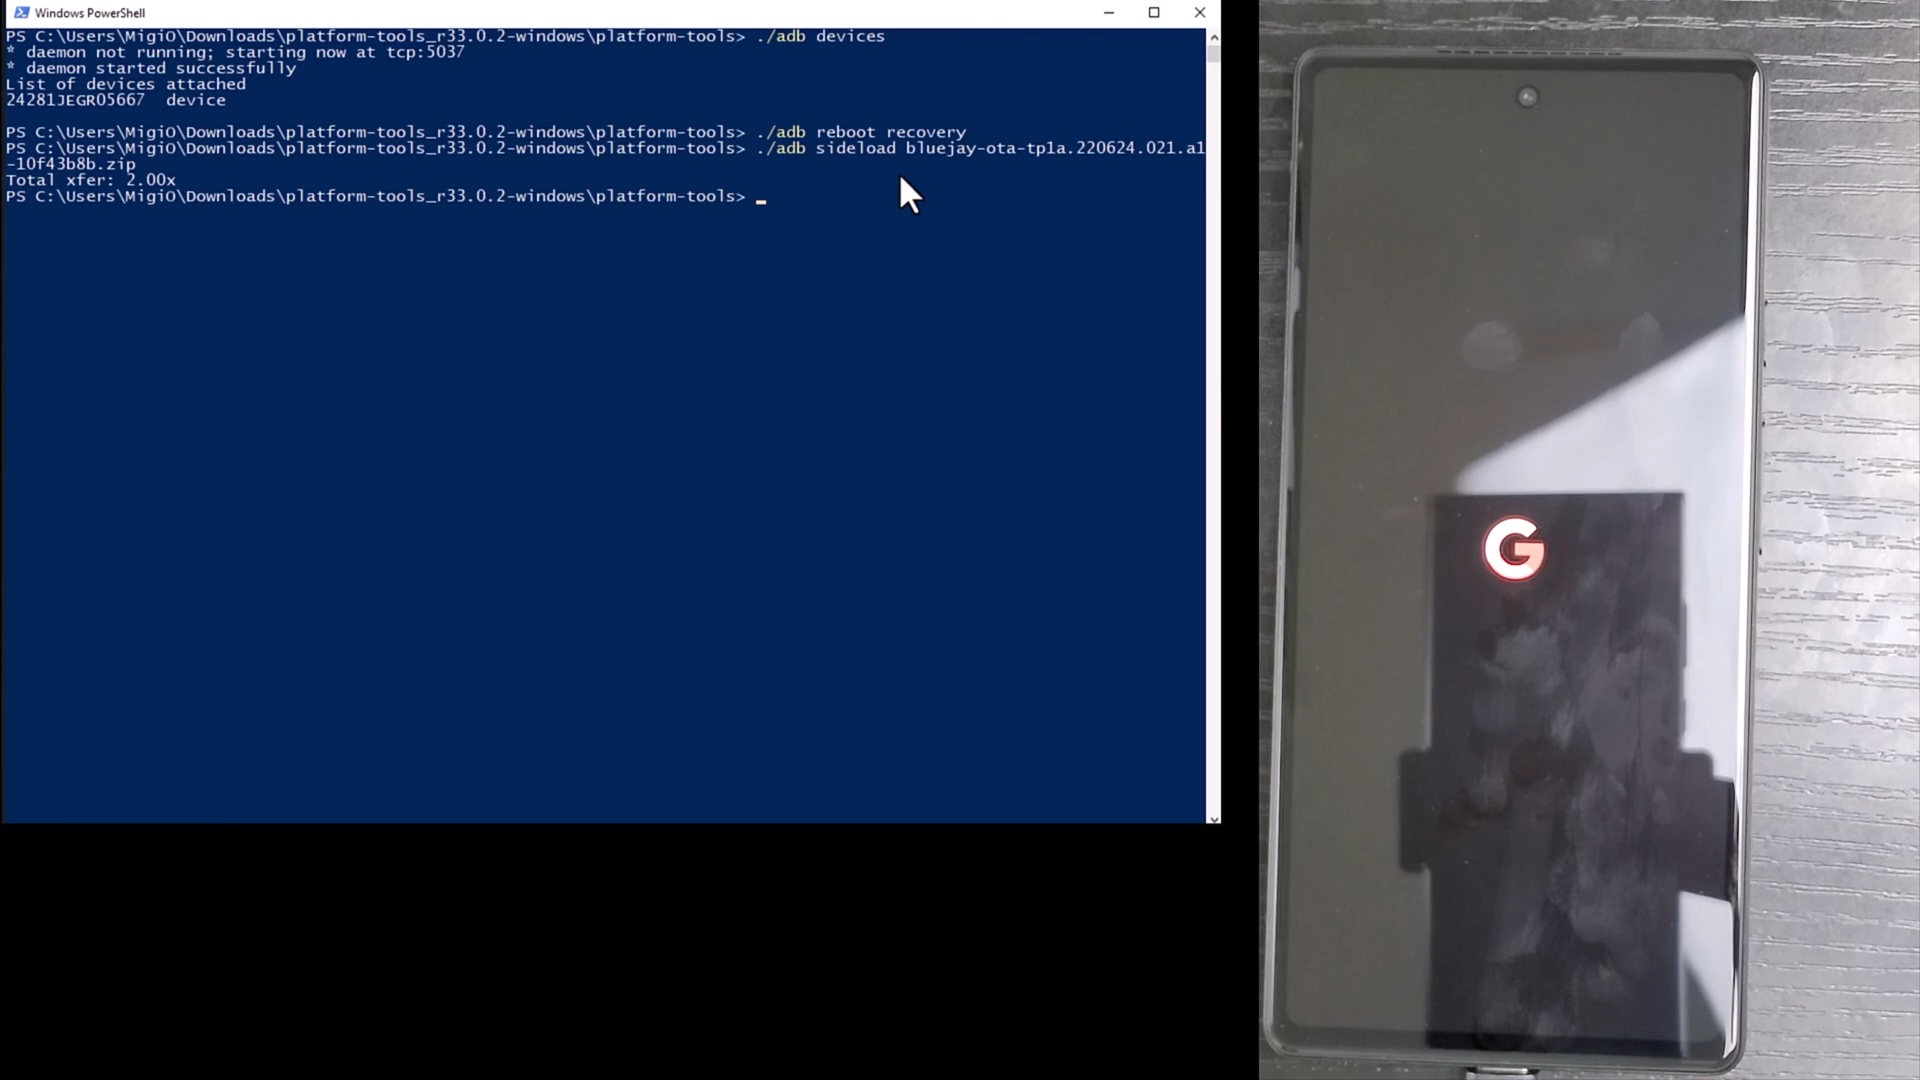 Windows PowerShell
PS C:\Users\MigiO\Downloads\platform-tools_r33.0.2-windows\platform-tools> ./adb devices
* daemon not running; starting now at tcp:5037
* daemon started successfully
List of devices attached
24281JEGR05667  device
PS C:\Users\MigiO\Downloads\platform-tools_r33.0.2-windows\platform-tools> ./adb reboot recovery
PS C:\Users\MigiO\Downloads\platform-tools_r33.0.2-windows\platform-tools> ./adb sideload bluejay-ota-tp1a.220624.021.a1
-10f43b8b.zip
Total xfer: 2.00x
PS C:\Users\MigiO\Downloads\platform-tools_r33.0.2-windows\platform-tools>
G